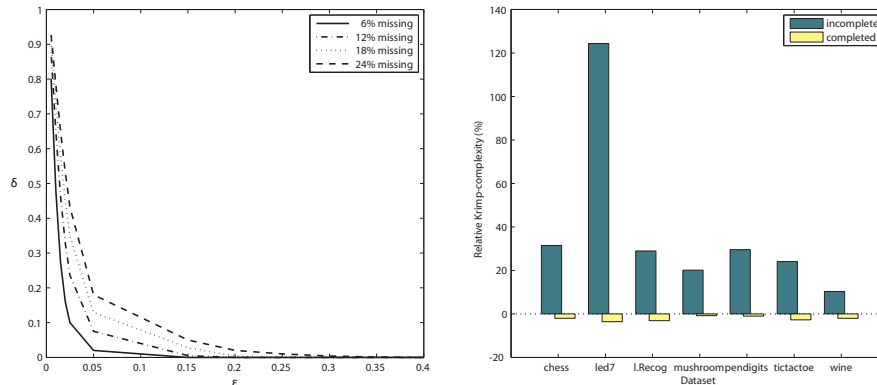 1
0.9
0.8
0.7
0.6
0.5
0.4
0.3
0.2
0.1
0
δ
0 0.05 0.1 0.15 0.2 0.25 0.3 0.35 0.4
ε
6% missing
12% missing
18% missing
24% missing
140
120
100
80
60
40
20
0
-20
Relative Krimp-complexity (%)
incomplete
completed
chess led7 l.Recog mushroom pendigits tictactoe wine
Dataset